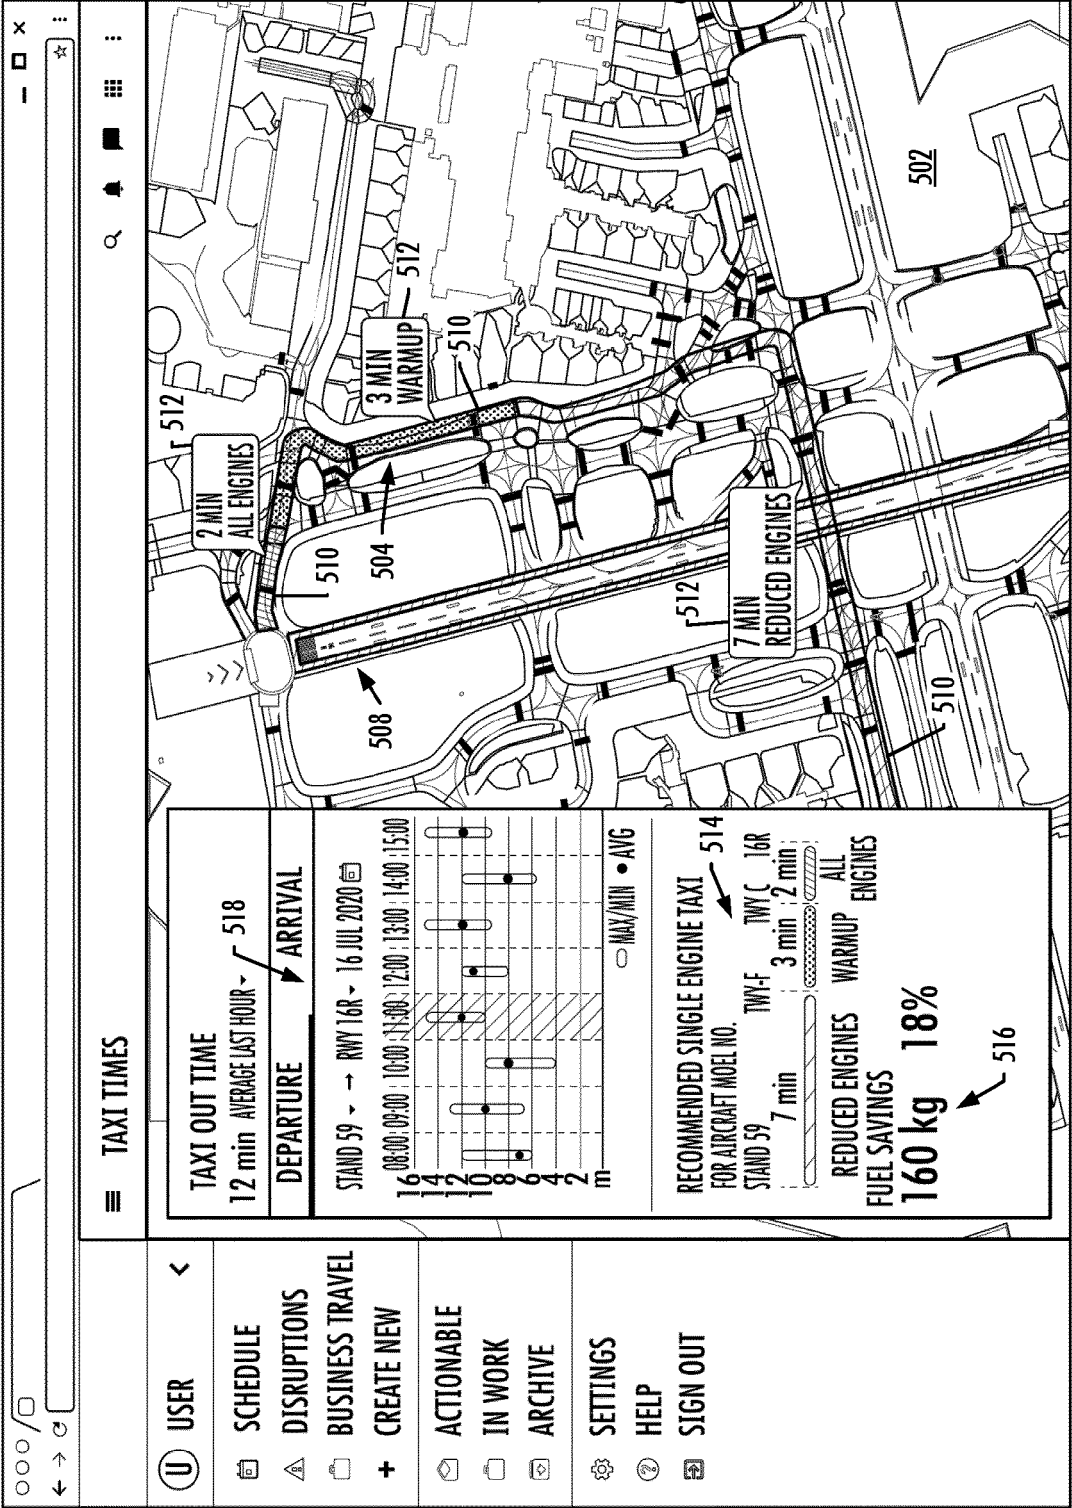 TAXI TIMES
U USER
SCHEDULE
DISRUPTIONS
BUSINESS TRAVEL
CREATE NEW
ACTIONABLE
IN WORK
ARCHIVE
SETTINGS
HELP
SIGN OUT
TAXI OUT TIME
12 min AVERAGE LAST HOUR
518
DEPARTURE ARRIVAL
STAND 59 → RWY 16R 16 JUL 2020
08:00 09:00 10:00 11:00 12:00 13:00 14:00 15:00
16
14
12
10
8
6
4
2
m
MAX/MIN AVG
RECOMMENDED SINGLE ENGINE TAXI
FOR AIRCRAFT MOEL NO.
514
STAND 59 TWY-F TWY C 16R
7 min 3 min 2 min
REDUCED ENGINES WARMUP ALL
ENGINES
FUEL SAVINGS
160 kg 18%
516
512
2 MIN
ALL ENGINES
510
504
508
3 MIN
WARMUP
512
510
512
7 MIN
REDUCED ENGINES
510
502